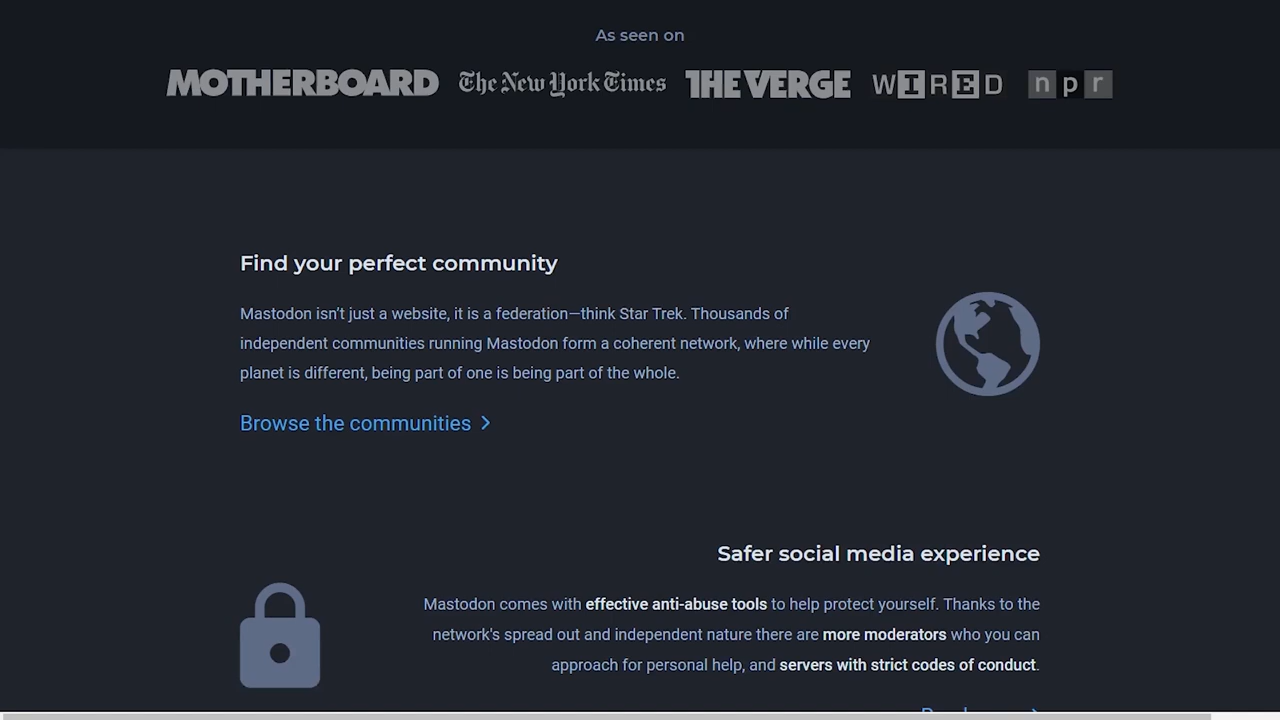 As seen on
MOTHERBOARD The New York Times THE VERGE WIRED npr
Find your perfect community
Mastodon isn't just a website, it is a federation—think Star Trek. Thousands of
independent communities running Mastodon form a coherent network, where while every
planet is different, being part of one is being part of the whole.
Browse the communities
Safer social media experience
Mastodon comes with effective anti-abuse tools to help protect yourself. Thanks to the
network's spread out and independent nature there are more moderators who you can
approach for personal help, and servers with strict codes of conduct.